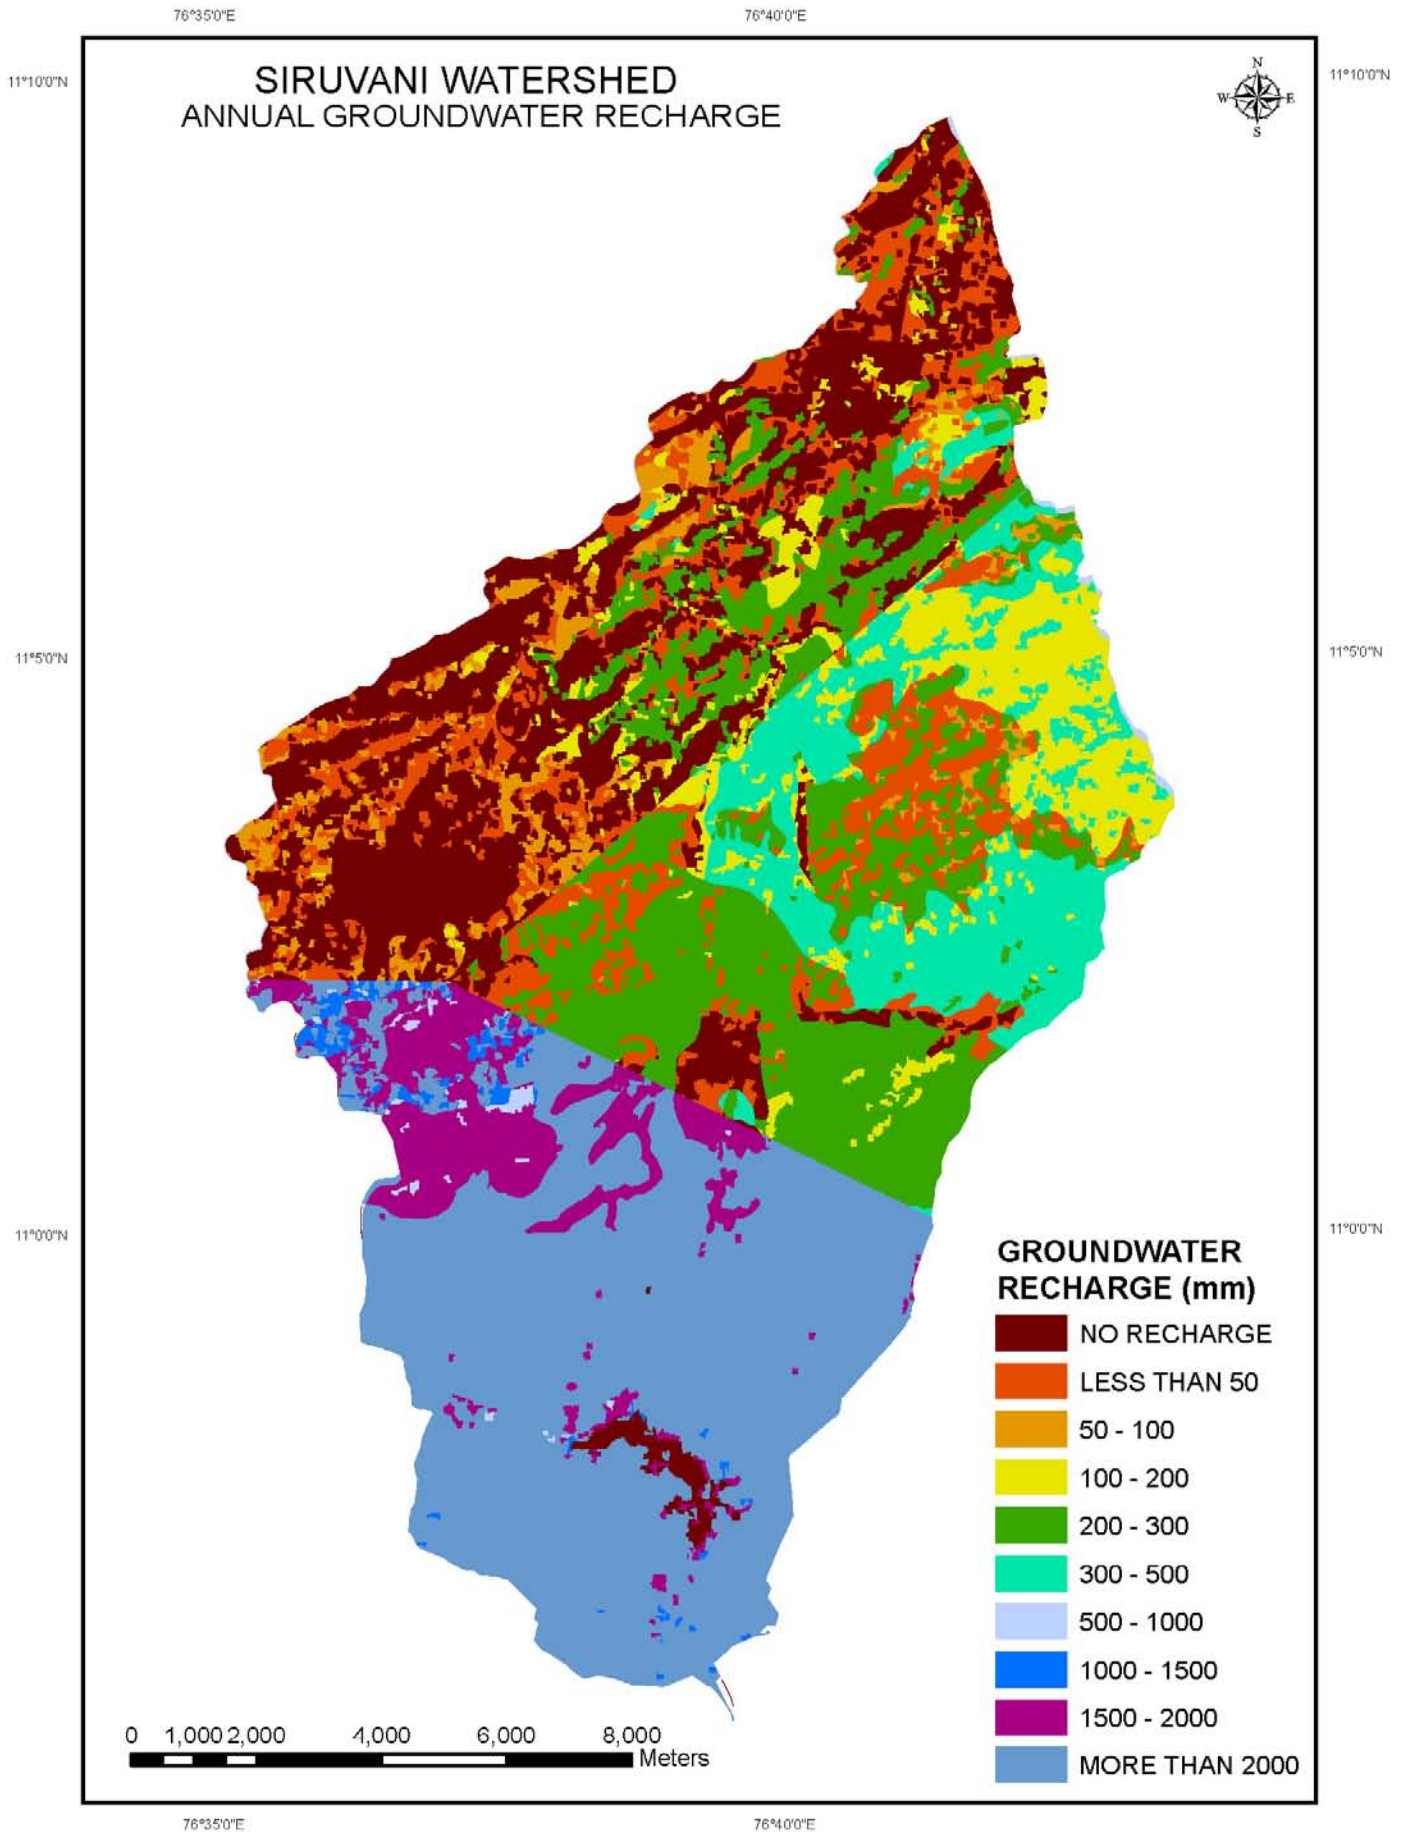 76°35'0"E 76°40'0"E
11°10'0"N 11°10'0"N
SIRUVANI WATERSHED
ANNUAL GROUNDWATER RECHARGE
N
W E
S
11°5'0"N 11°5'0"N
11°0'0"N 11°0'0"N
GROUNDWATER
RECHARGE (mm)
NO RECHARGE
LESS THAN 50
50 - 100
100 - 200
200 - 300
300 - 500
500 - 1000
1000 - 1500
1500 - 2000
MORE THAN 2000
0 1,000 2,000 4,000 6,000 8,000
Meters
76°35'0"E 76°40'0"E